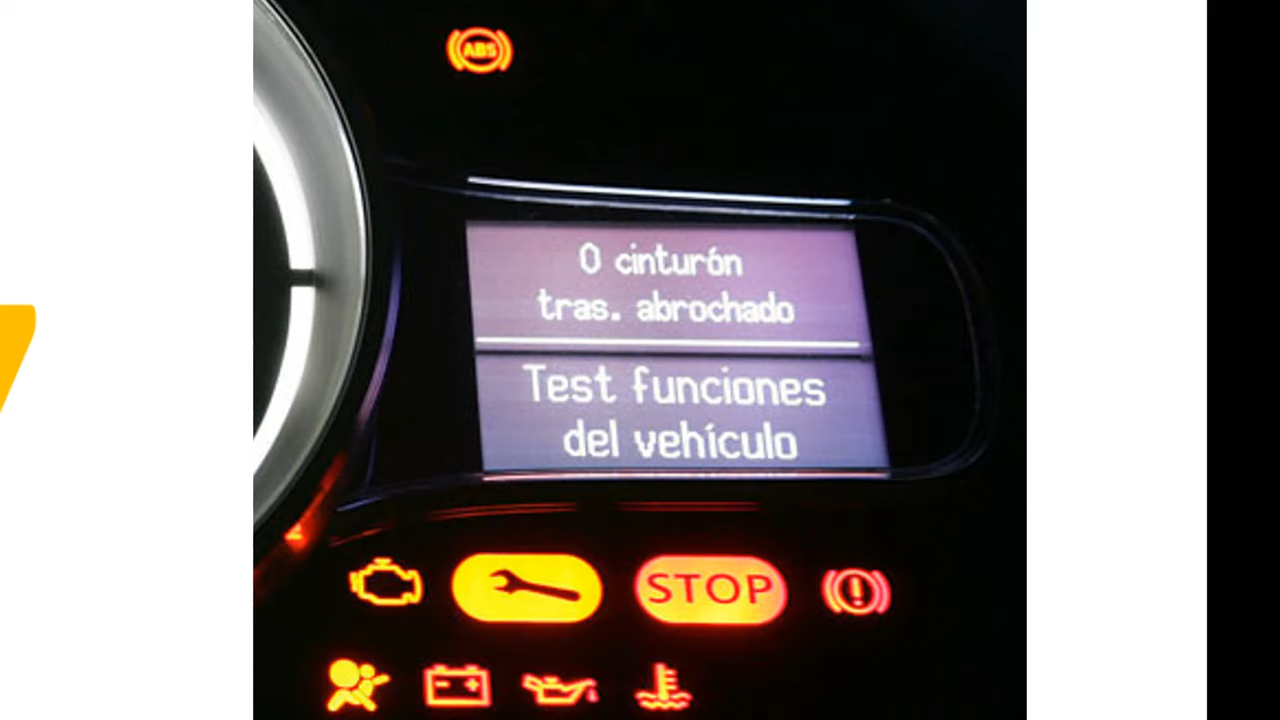 ABS
0 cinturón
tras. abrochado
Test funciones
del vehículo
STOP